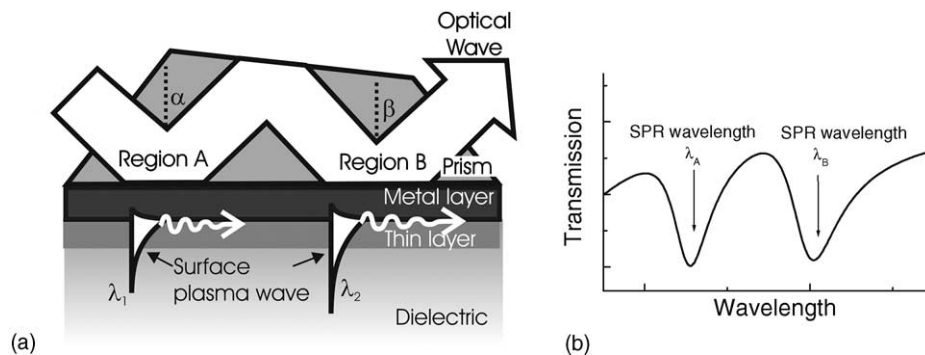 Optical
Wave
α
β
Region A
Region B
Prism
Metal layer
Thin layer
Surface
plasma wave
λ1
λ2
Dielectric
(a)
Transmission
SPR wavelength
λA
SPR wavelength
λB
Wavelength
(b)